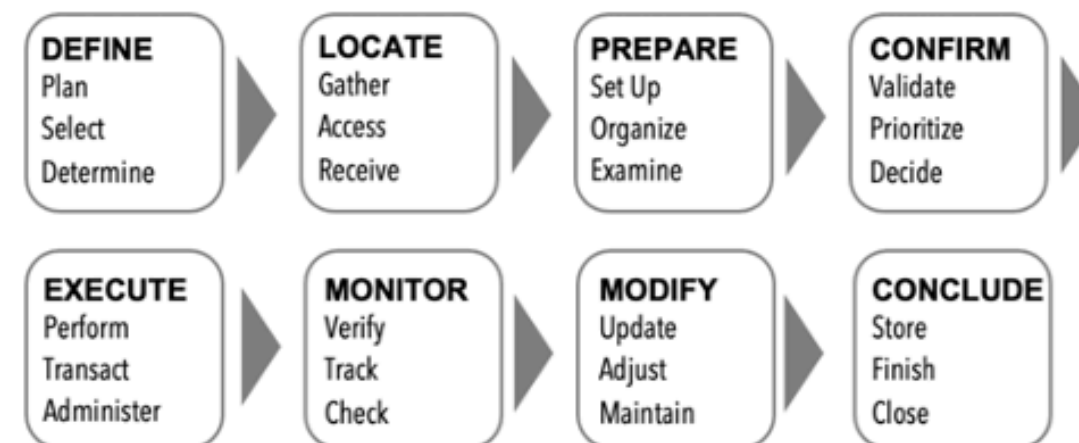 DEFINE
Plan
Select
Determine
LOCATE
Gather
Access
Receive
PREPARE
Set Up
Organize
Examine
CONFIRM
Validate
Prioritize
Decide
EXECUTE
Perform
Transact
Administer
MONITOR
Verify
Track
Check
MODIFY
Update
Adjust
Maintain
CONCLUDE
Store
Finish
Close